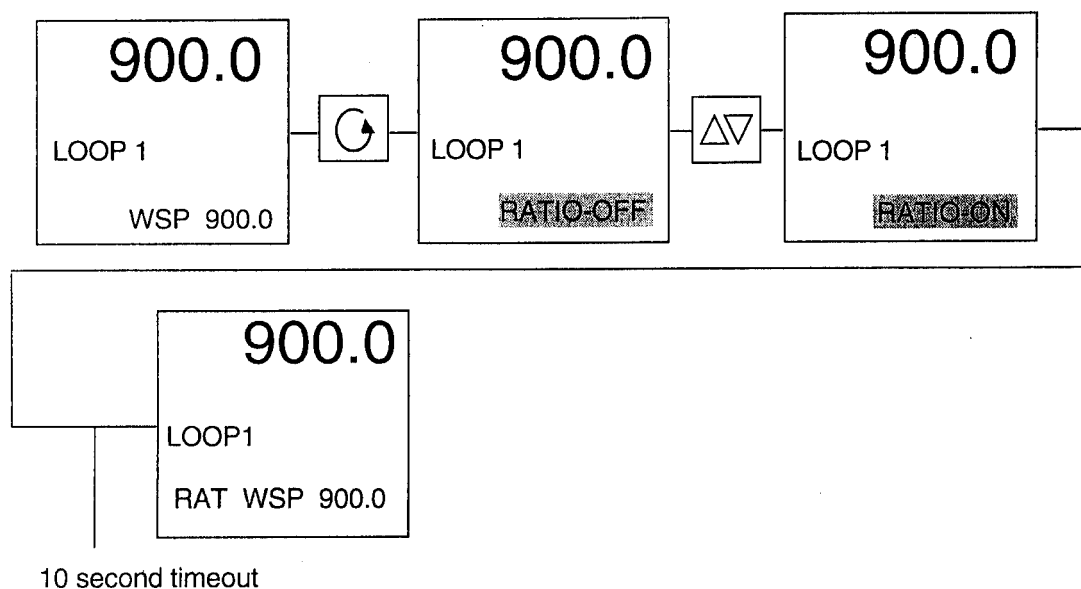 900.0
LOOP 1
WSP 900.0
900.0
LOOP 1
RATIO-OFF
900.0
LOOP 1
RATIO-ON
900.0
LOOP1
RAT WSP 900.0
10 second timeout